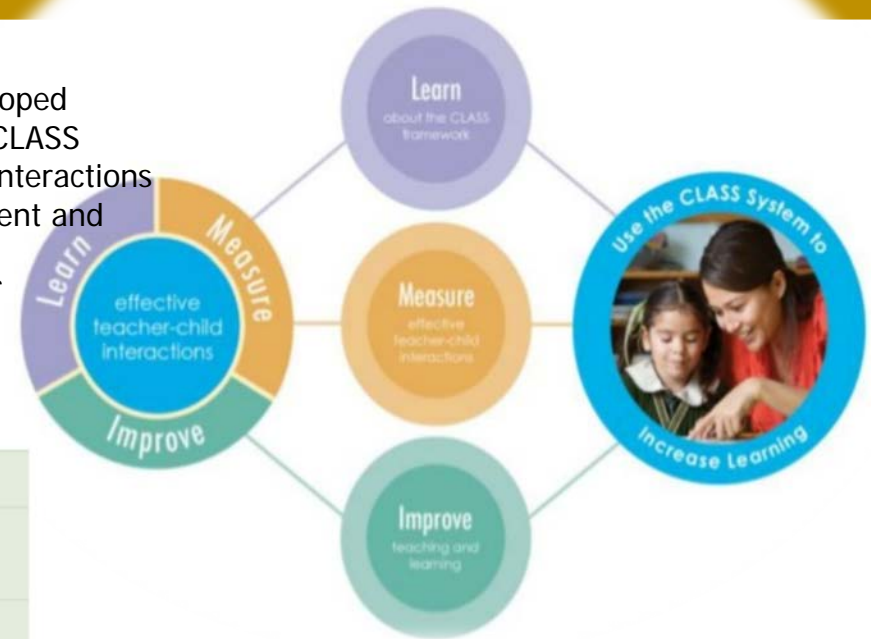 oped
CLASS
nteractions
ent and
Learn
Measure
Improve
effective
teacher-child
interactions
Learn
about the CLASS
framework
Measure
effective
teacher-child
interactions
Improve
teaching and
learning
Use the CLASS System to
Increase Learning